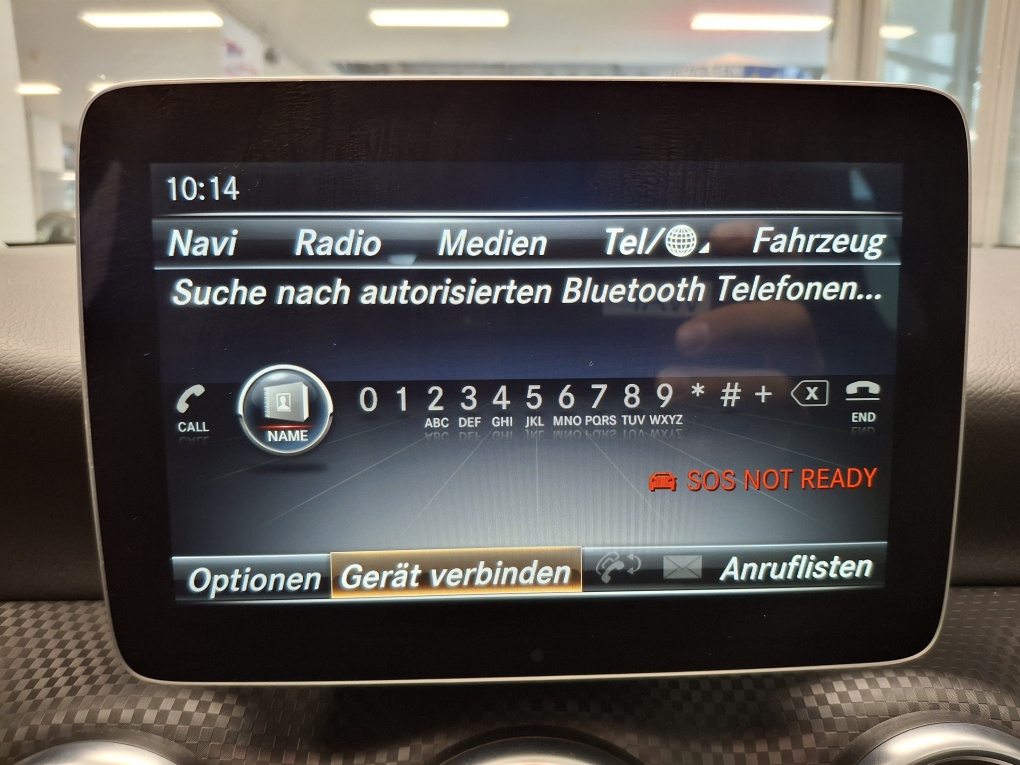 10:14
Navi Radio Medien Tel/ Fahrzeug
Suche nach autorisierten Bluetooth Telefonen...
0 1 2 3 4 5 6 7 8 9 * # + x
CALL NAME ABC DEF GHI JKL MNO PQRS TUV WXYZ END
SOS NOT READY
Optionen Gerät verbinden Anruflisten